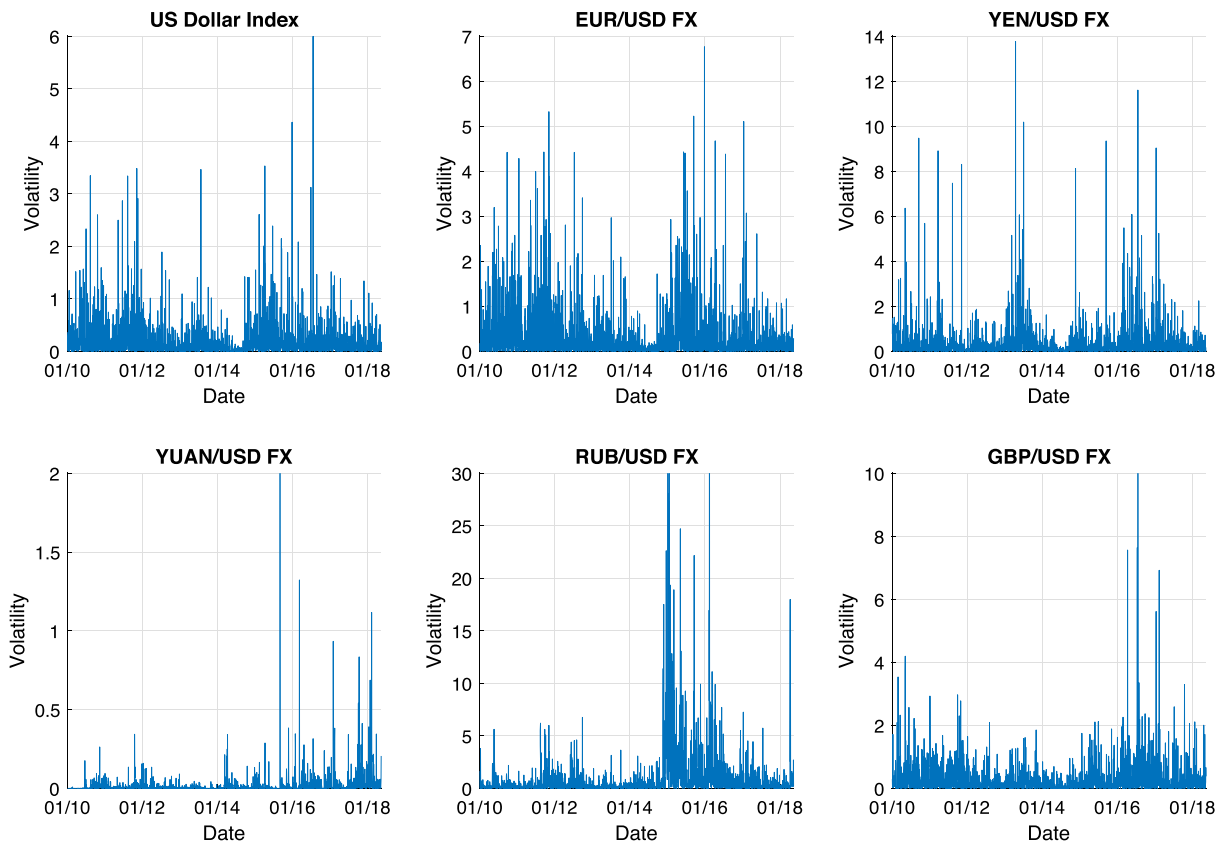 US Dollar Index
6
5
4
3
2
1
0
Volatility
01/10 01/12 01/14 01/16 01/18
Date
EUR/USD FX
7
6
5
4
3
2
1
0
Volatility
01/10 01/12 01/14 01/16 01/18
Date
YEN/USD FX
14
12
10
8
6
4
2
0
Volatility
01/10 01/12 01/14 01/16 01/18
Date
YUAN/USD FX
2
1.5
1
0.5
0
Volatility
01/10 01/12 01/14 01/16 01/18
Date
RUB/USD FX
30
25
20
15
10
5
0
Volatility
01/10 01/12 01/14 01/16 01/18
Date
GBP/USD FX
10
8
6
4
2
0
Volatility
01/10 01/12 01/14 01/16 01/18
Date